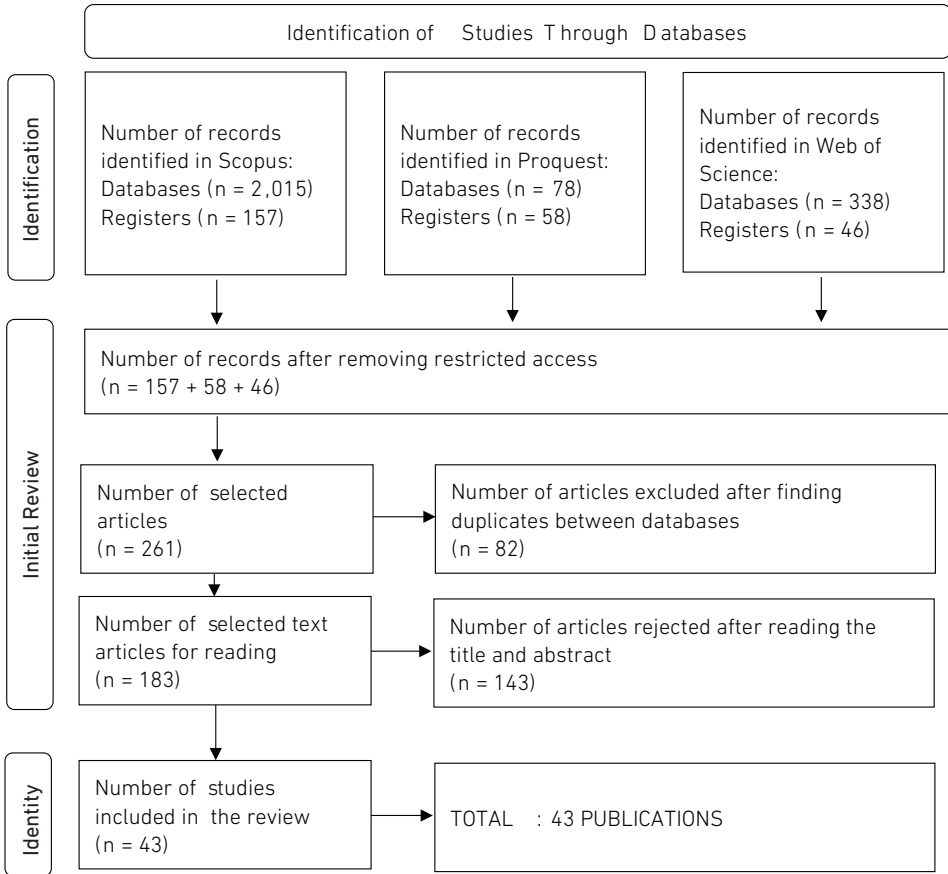 Identification of Studies Through Databases
Identification
Number of records
identified in Scopus:
Databases (n = 2,015)
Registers (n = 157)
Number of records
identified in Proquest:
Databases (n = 78)
Registers (n = 58)
Number of records
identified in Web of
Science:
Databases (n = 338)
Registers (n = 46)
Initial Review
Number of records after removing restricted access
(n = 157 + 58 + 46)
Number of selected
articles
(n = 261)
Number of articles excluded after finding
duplicates between databases
(n = 82)
Number of selected text
articles for reading
(n = 183)
Number of articles rejected after reading the
title and abstract
(n = 143)
Identity
Number of studies
included in the review
(n = 43)
TOTAL : 43 PUBLICATIONS